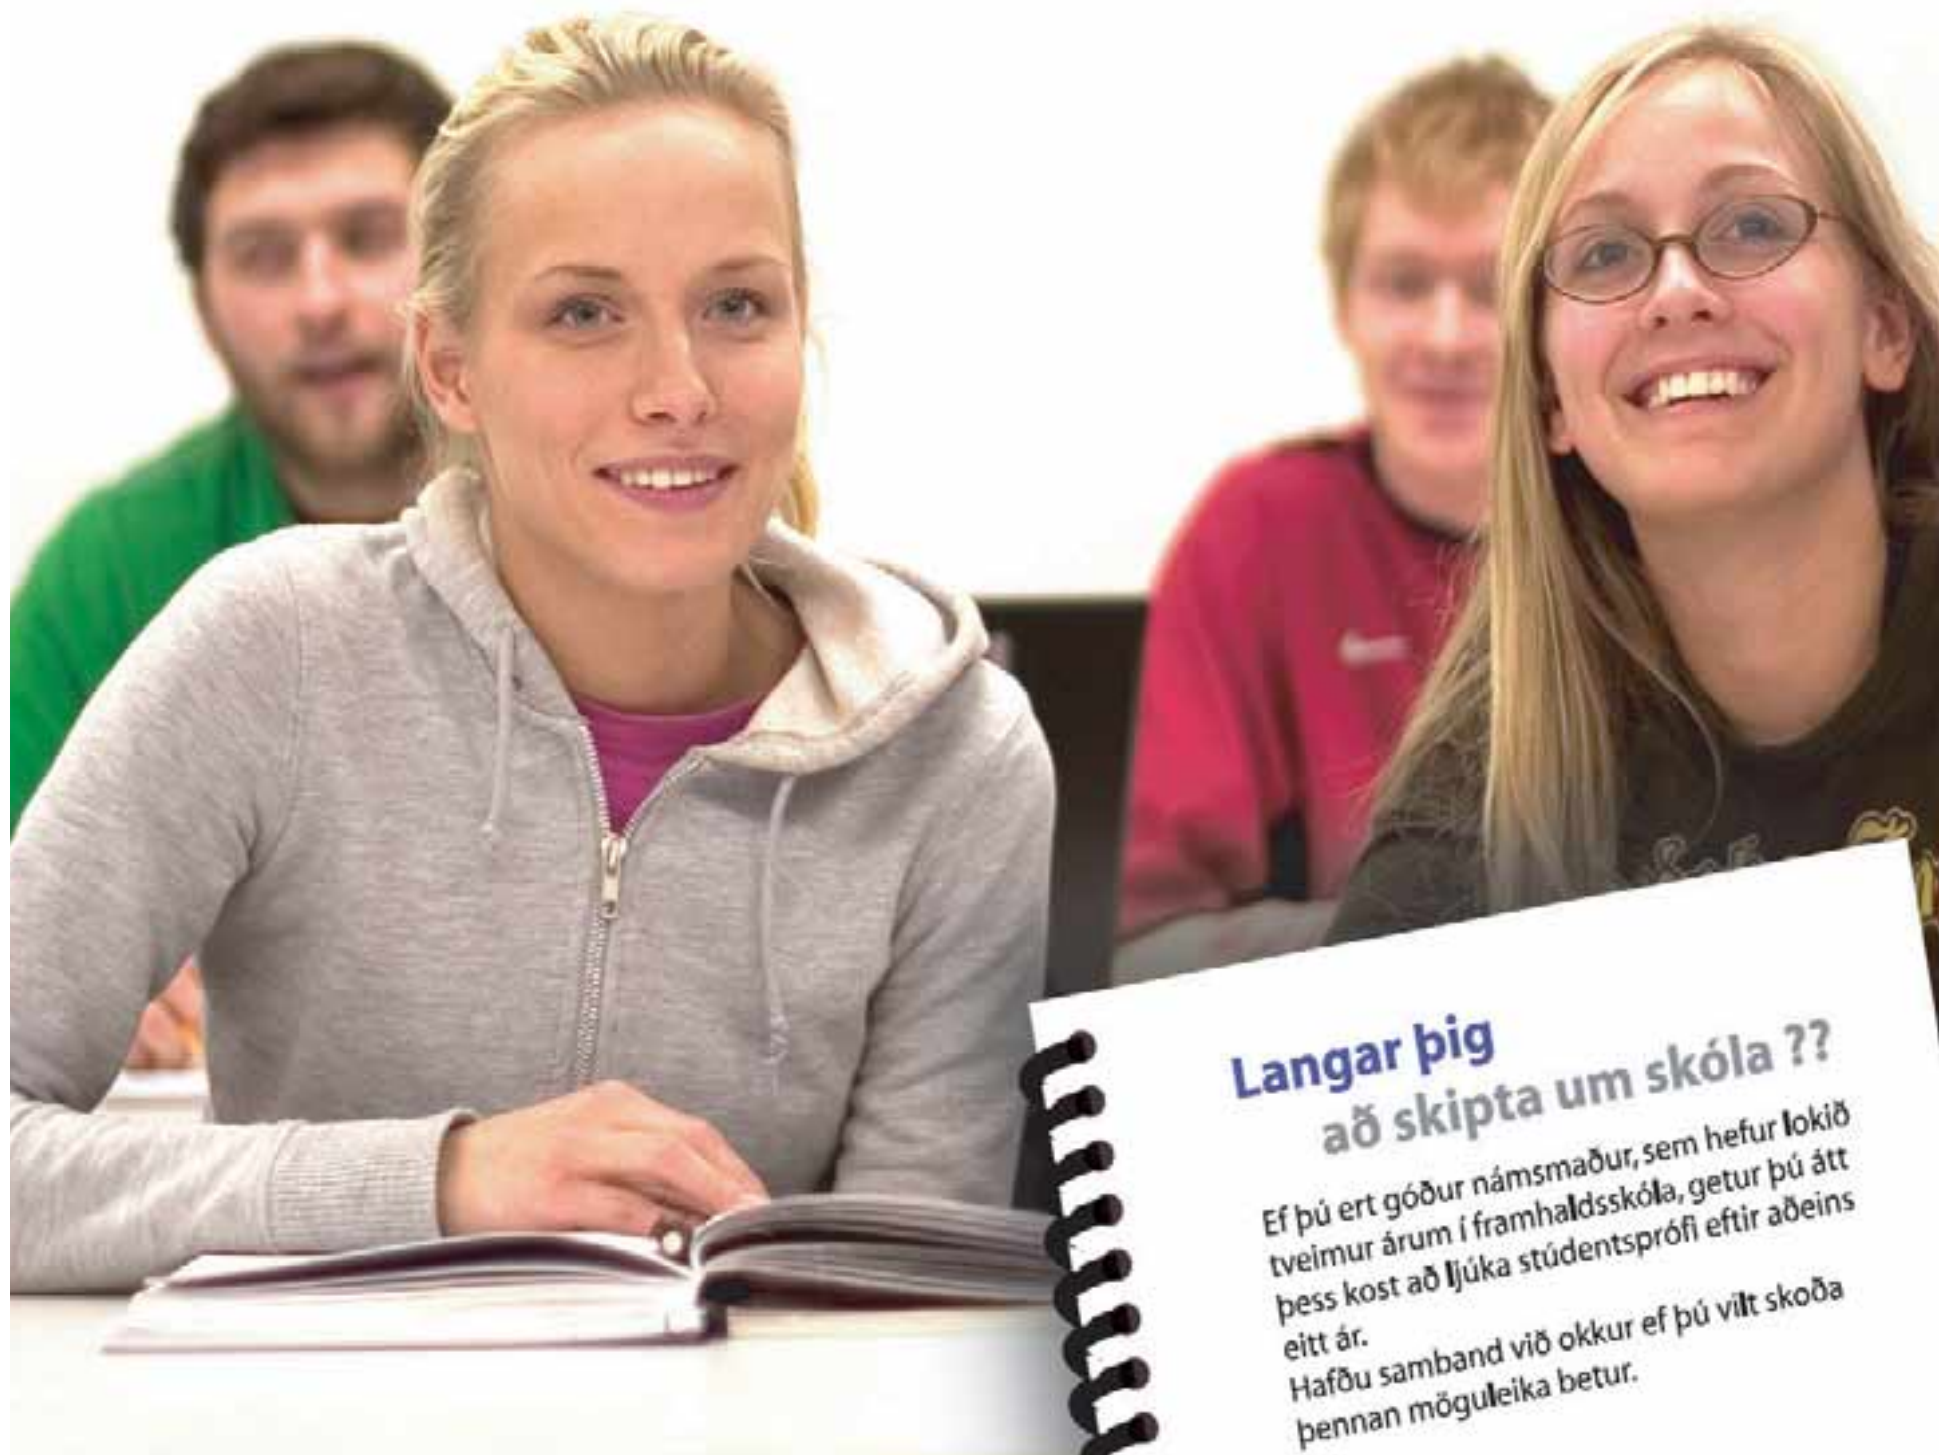 Langar þig
að skipta um skóla ??
Ef þú ert góður námsmaður, sem hefur lokið
tveimur árum í framhaldsskóla, getur þú átt
þess kost að ljúka stúdentsprófi eftir aðeins
eitt ár.
Hafðu samband við okkur ef þú vilt skoða
þennan möguleika betur.